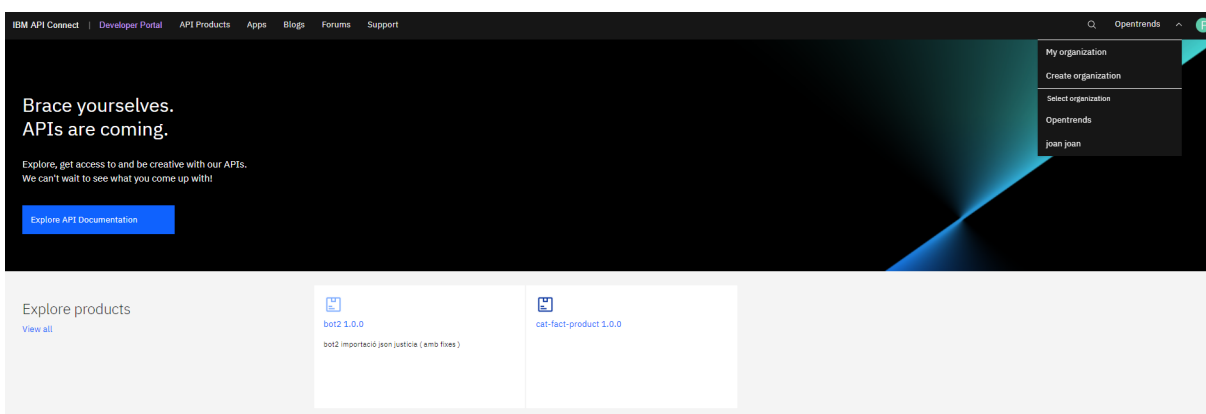 IBM API Connect | Developer Portal API Products Apps Blogs Forums Support Opentrends
My organization
Create organization
Select organization
Opentrends
joan joan
Brace yourselves.
APIs are coming.
Explore, get access to and be creative with our APIs.
We can't wait to see what you come up with!
Explore API Documentation
Explore products
View all
bot2 1.0.0
bot2 importació json justicia ( amb fixes )
cat-fact-product 1.0.0